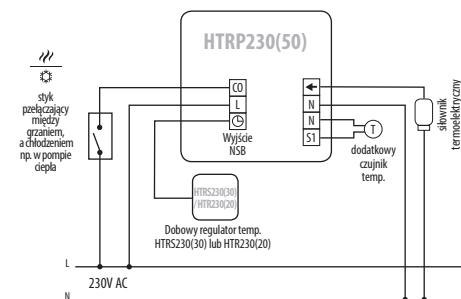 HTRP230(50)
styk
pzełączający
między
grzaniem,
a chłodzeniem
np. w pompie
ciepła
CO
L
Wyjście
NSB
N
N
S1
T
dodatkowy
czujnik
temp.
siłownik
termoelektryczny
HTRS230(30)
/HTR230(20)
Dobowy regulator temp.
HTRS230(30) lub HTR230(20)
L
230V AC
N